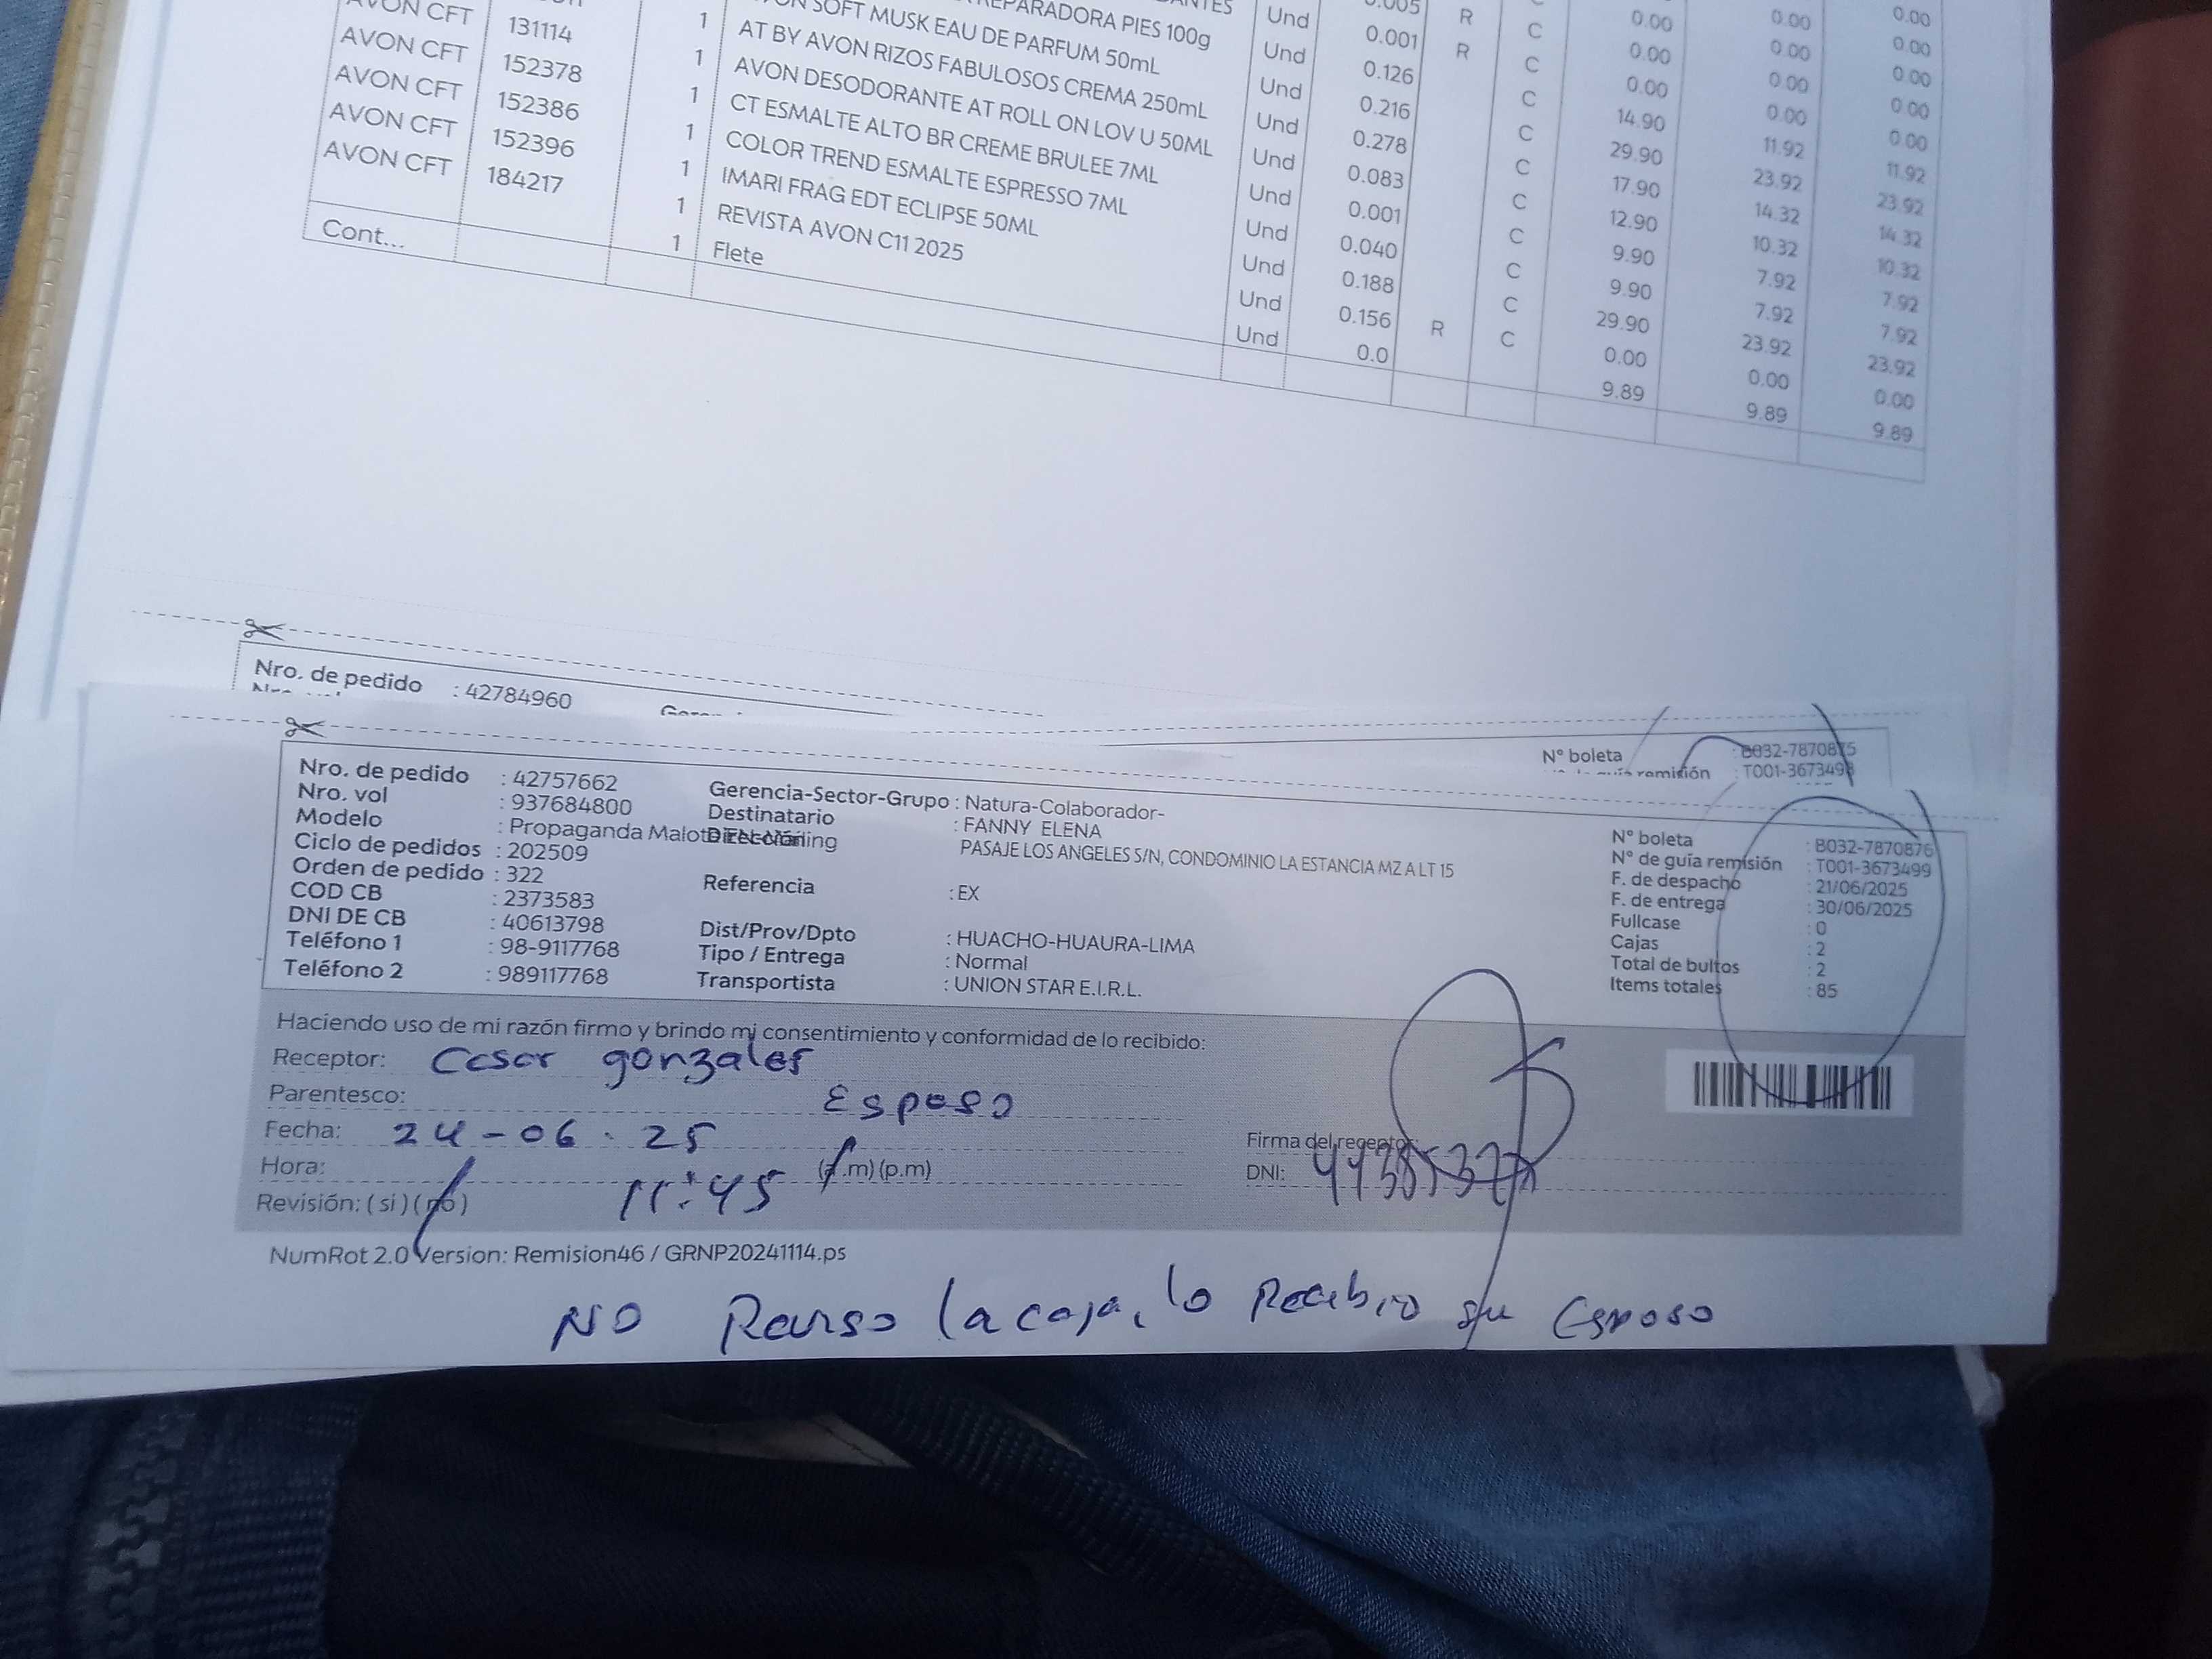 REPARADORA PIES 100g Und 0.001 R C 0.00 0.00 0.00
AVON CFT 131114 1 SOFT MUSK EAU DE PARFUM 50mL Und 0.126 C 0.00 0.00 0.00
AVON CFT 152378 1 AT BY AVON RIZOS FABULOSOS CREMA 250mL Und 0.216 C 14.90 11.92 11.92
AVON CFT 152386 1 AVON DESODORANTE AT ROLL ON LOV U 50ML Und 0.278 C 29.90 23.92 23.92
AVON CFT 152396 1 CT ESMALTE ALTO BR CREME BRULEE 7ML Und 0.083 C 17.90 14.32 14.32
AVON CFT 184217 1 COLOR TREND ESMALTE ESPRESSO 7ML Und 0.001 C 12.90 10.32 10.32
1 IMARI FRAG EDT ECLIPSE 50ML Und 0.040 C 9.90 7.92 7.92
1 REVISTA AVON C11 2025 Und 0.188 C 9.90 7.92 7.92
Cont... 1 Flete Und 0.156 C 29.90 23.92 23.92
Und 0.0 R C 0.00 0.00 0.00
9.89 9.89 9.89
Nro. de pedido : 42784960
N° boleta : B032-7870875
remisión : T001-3673498
Nro. de pedido : 42757662
Nro. vol : 937684800
Modelo : Propaganda
Ciclo de pedidos : 202509
Orden de pedido : 322
COD CB : 2373583
DNI DE CB : 40613798
Teléfono 1 : 98-9117768
Teléfono 2 : 989117768
Gerencia-Sector-Grupo : Natura-Colaborador-
Destinatario : FANNY ELENA
Dirección PASAJE LOS ANGELES S/N, CONDOMINIO LA ESTANCIA MZ A LT 15
Referencia : EX
Dist/Prov/Dpto : HUACHO-HUAURA-LIMA
Tipo / Entrega : Normal
Transportista : UNION STAR E.I.R.L.
N° boleta : B032-7870876
N° de guía remisión : T001-3673499
F. de despacho : 21/06/2025
F. de entrega : 30/06/2025
Fullcase : 0
Cajas : 2
Total de bultos : 2
Items totales : 85
Haciendo uso de mi razón firmo y brindo mi consentimiento y conformidad de lo recibido:
Receptor: Cesar gonzales
Parentesco: Esposo
Fecha: 24-06.25
Hora: 11:45 (a.m) (p.m)
Revisión: ( si ) ( no )
Firma del receptor:
DNI:
NumRot 2.0 Version: Remision46 / GRNP20241114.ps
NO la caja, lo Recibio su Esposo